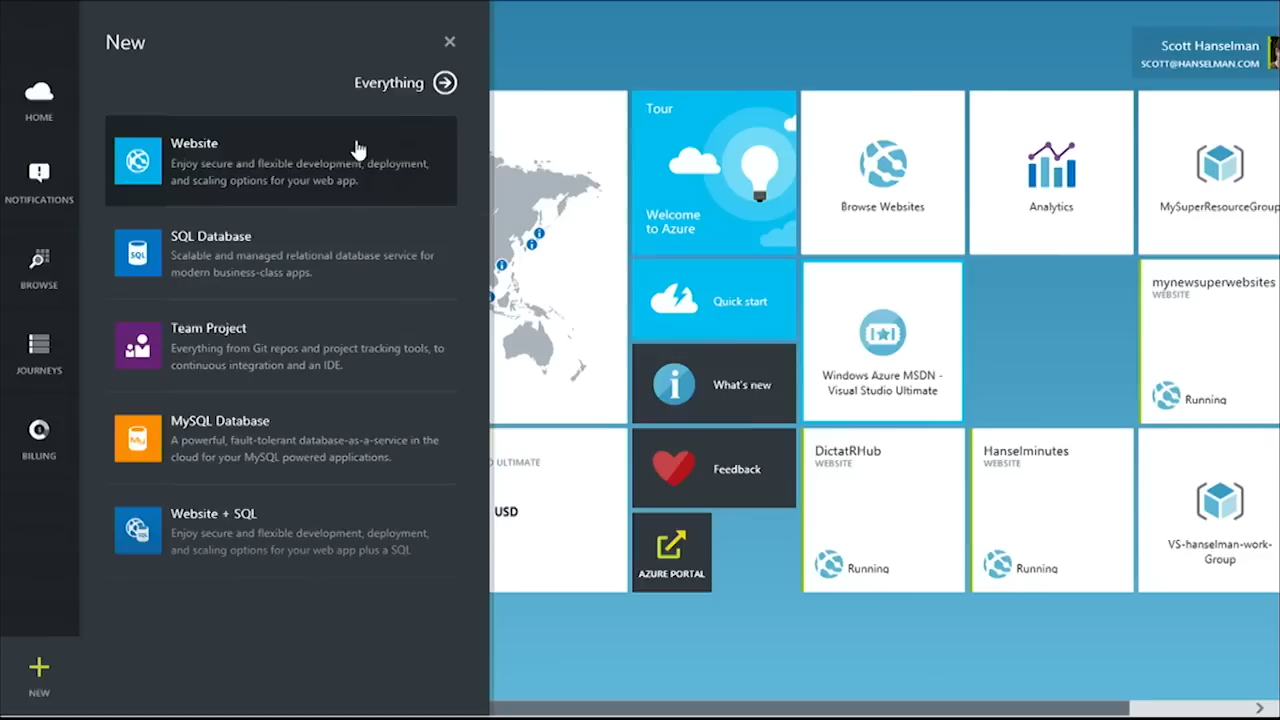 HOME
NOTIFICATIONS
BROWSE
JOURNEYS
BILLING
NEW
New
Everything
Website
Enjoy secure and flexible development, deployment,
and scaling options for your web app.
SQL
SQL Database
Scalable and managed relational database service for
modern business-class apps.
Team Project
Everything from Git repos and project tracking tools, to
continuous integration and an IDE.
My
MySQL Database
A powerful, fault-tolerant database-as-a-service in the
cloud for your MySQL powered applications.
Website + SQL
Enjoy secure and flexible development, deployment,
and scaling options for your web app plus a SQL
Scott Hanselman
SCOTT@HANSELMAN.COM
ULTIMATE
USD
Tour
Welcome
to Azure
Quick start
What's new
Feedback
AZURE PORTAL
Browse Websites
Analytics
MySuperResourceGroup
Windows Azure MSDN -
Visual Studio Ultimate
mynewsuperwebsites
WEBSITE
Running
DictatRHub
WEBSITE
Running
Hanselminutes
WEBSITE
Running
VS-hanselman-work-
Group